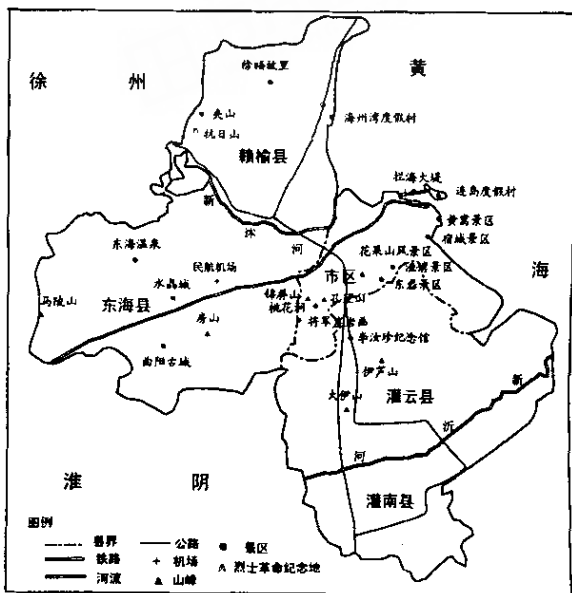 徐州
黄
徐福故里
夹山
抗日山
海州湾度假村
赣榆县
拦海大堤
连岛度假村
新沭河
黄窝景区
宿城景区
东海温泉
花果山风景区
海
民航机场
市区
渔湾景区
水晶城
东磊景区
马陵山
东海县
锦屏山
孔望山
桃花涧
房山
将军崖岩画
李汝珍纪念馆
曲阳古城
伊芦山
灌云县
大伊山
新沂河
淮阴
灌南县
图例
县界
公路
景区
铁路
机场
烈士革命纪念地
河流
山峰